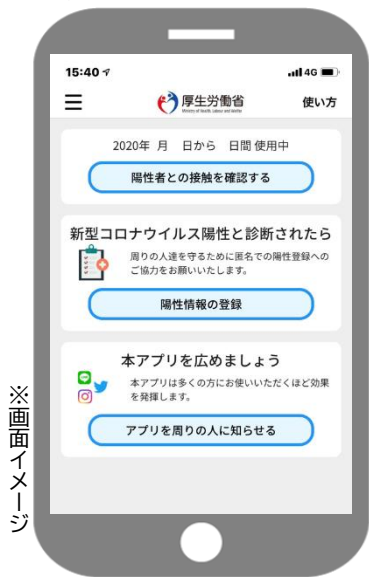 15:40
4G
厚生労働省
Ministry of Health, Labour and Welfare
使い方
2020年 月 日から 日間使用中
陽性者との接触を確認する
新型コロナウイルス陽性と診断されたら
周りの人達を守るために匿名での陽性登録への
ご協力をお願いいたします。
陽性情報の登録
本アプリを広めましょう
本アプリは多くの方にお使いいただくほど効果
を発揮します。
アプリを周りの人に知らせる
※画面イメージ